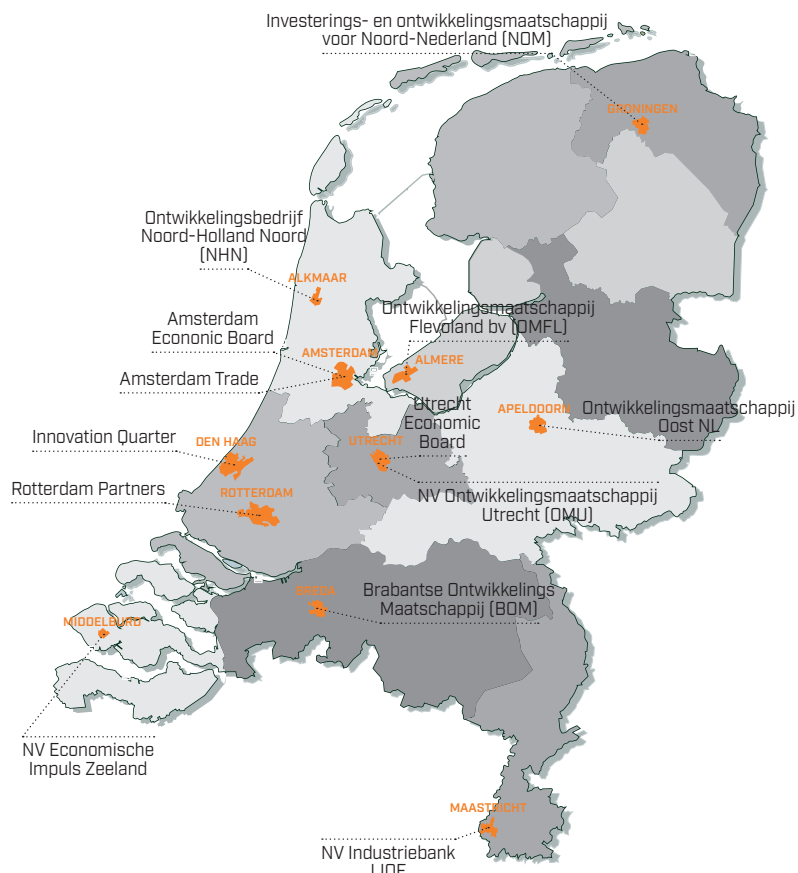 Investerings- en ontwikkelingsmaatschappij
voor Noord-Nederland (NOM)
GRONINGEN
Ontwikkelingsbedrijf
Noord-Holland Noord
(NHN)
ALKMAAR
Amsterdam
Econonic Board
Ontwikkelingsmaatschappij
Flevoland bv (OMFL)
AMSTERDAM
ALMERE
Amsterdam Trade
Utrecht
Economic
Board
APELDOORN
Ontwikkelingsmaatschappij
Oost NL
Innovation Quarter
DEN HAAG
UTRECHT
Rotterdam Partners
ROTTERDAM
NV Ontwikkelingsmaatschappij
Utrecht (OMU)
BREDA
Brabantse Ontwikkelings
Maatschappij (BOM)
MIDDELBURD
NV Economische
Impuls Zeeland
MAASTRICHT
NV Industriebank
LIOF